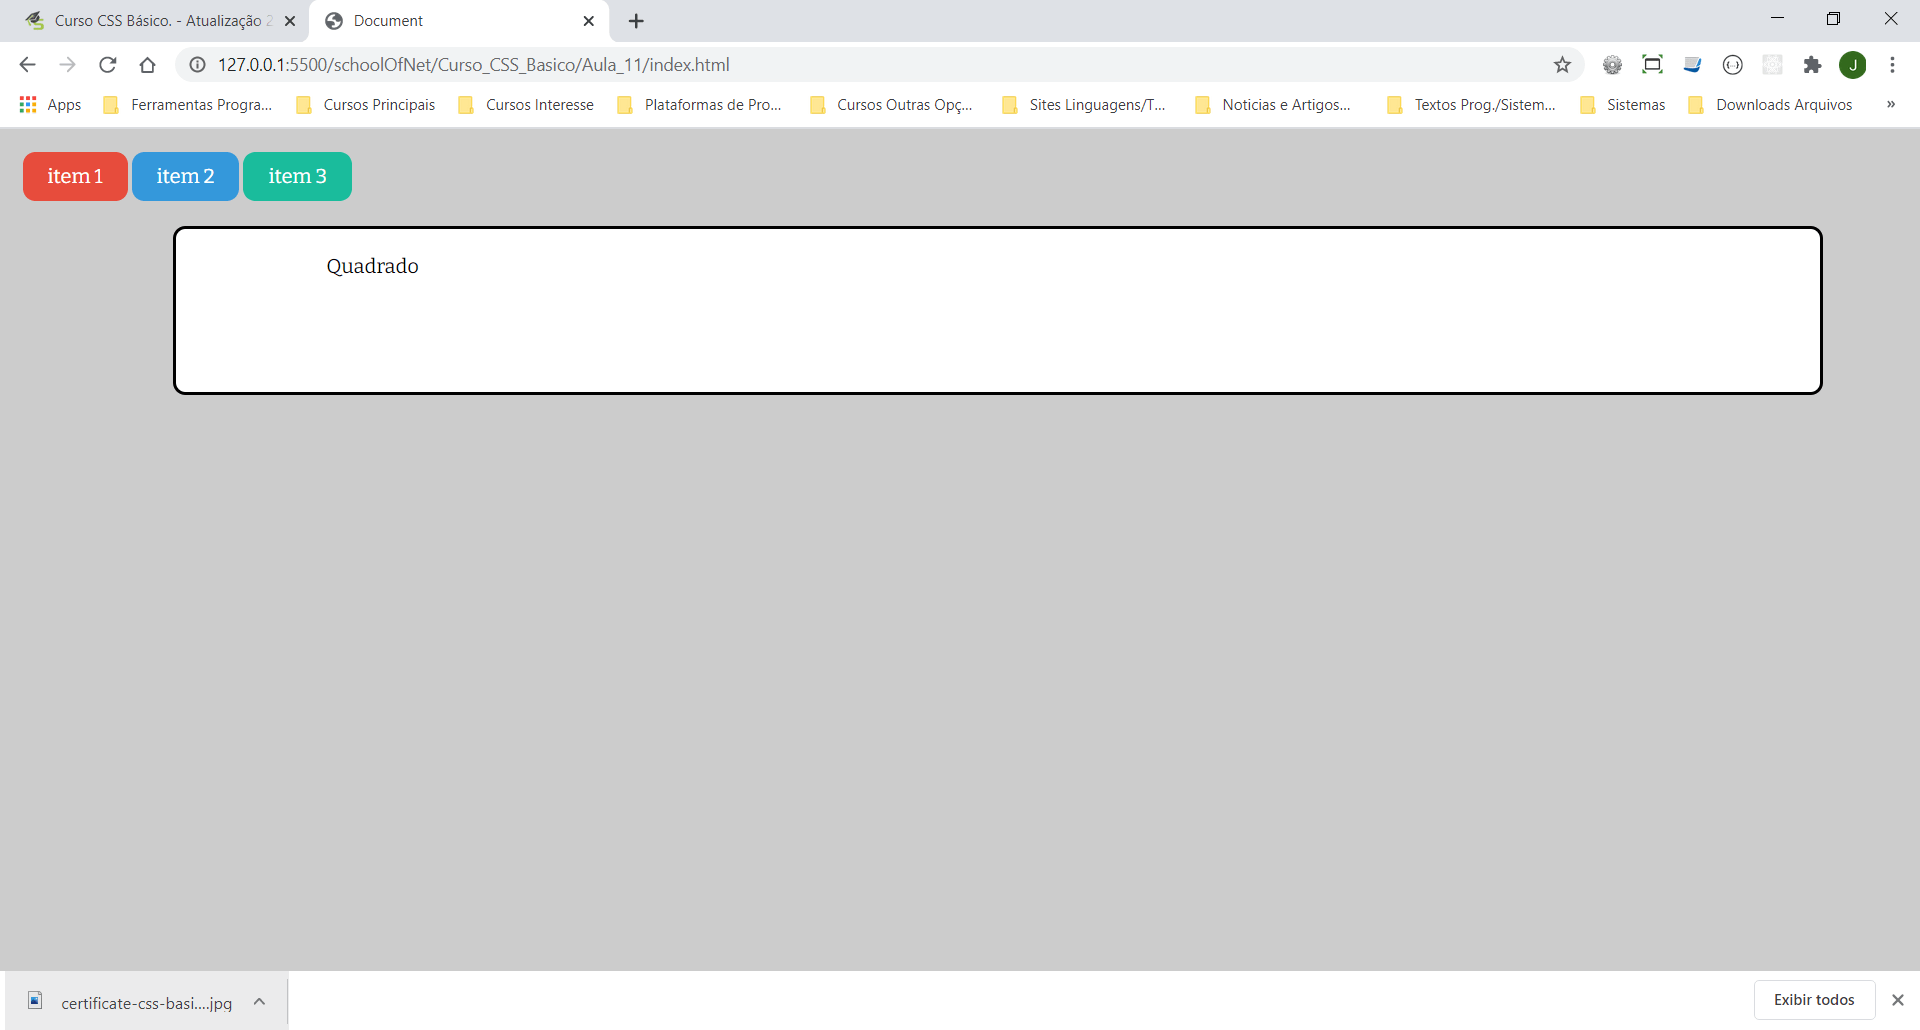 Curso CSS Básico. - Atualização 2
Document
127.0.0.1:5500/schoolOfNet/Curso_CSS_Basico/Aula_11/index.html
J
Apps Ferramentas Progra... Cursos Principais Cursos Interesse Plataformas de Pro... Cursos Outras Opç... Sites Linguagens/T... Noticias e Artigos... Textos Prog./Sistem... Sistemas Downloads Arquivos »
item 1 item 2 item 3
Quadrado
certificate-css-basi....jpg
Exibir todos